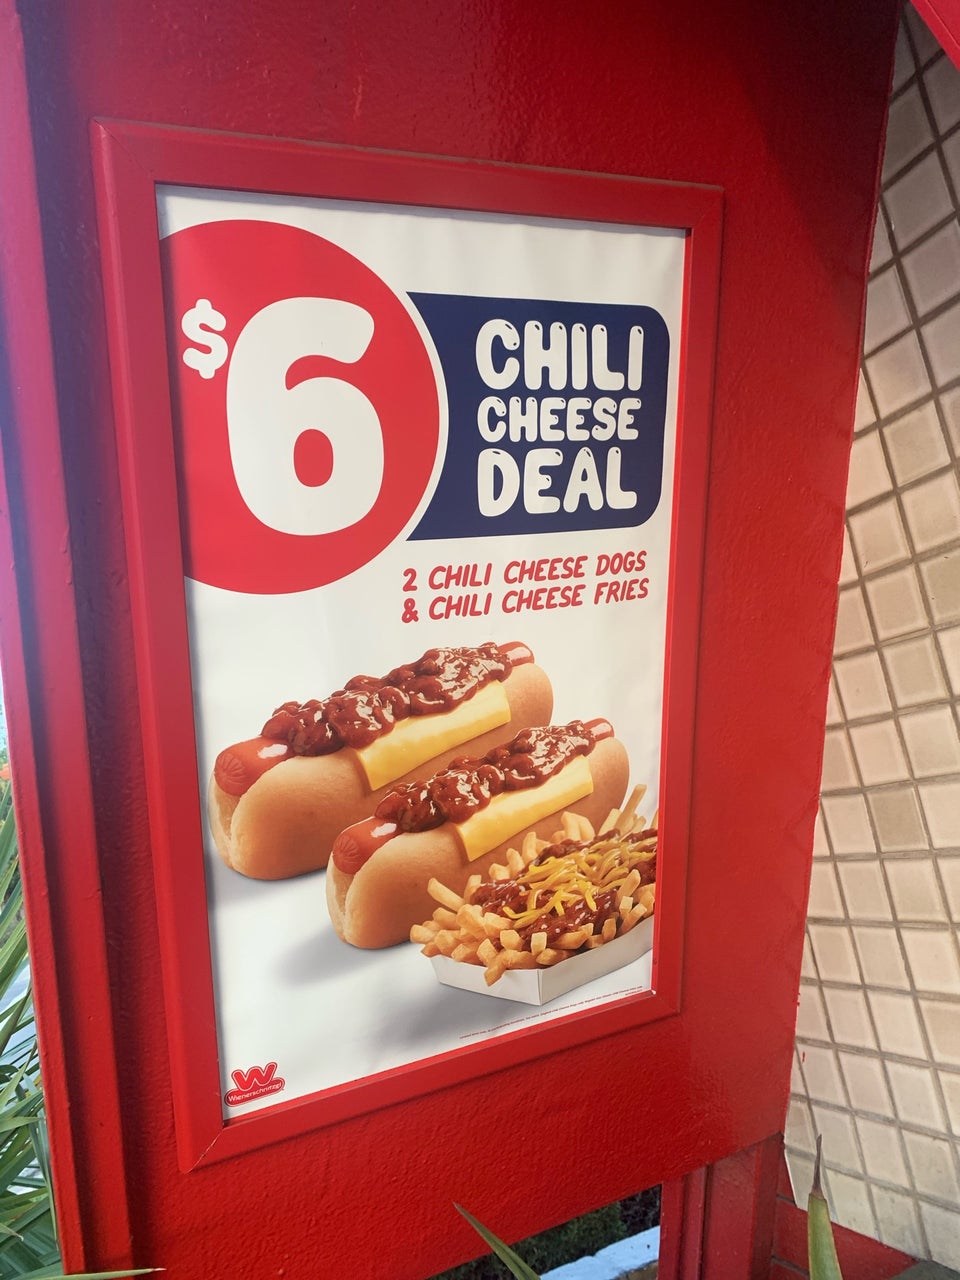 $6
CHILI
CHEESE
DEAL
2 CHILI CHEESE DOGS
& CHILI CHEESE FRIES
W
Wienerschnitzel